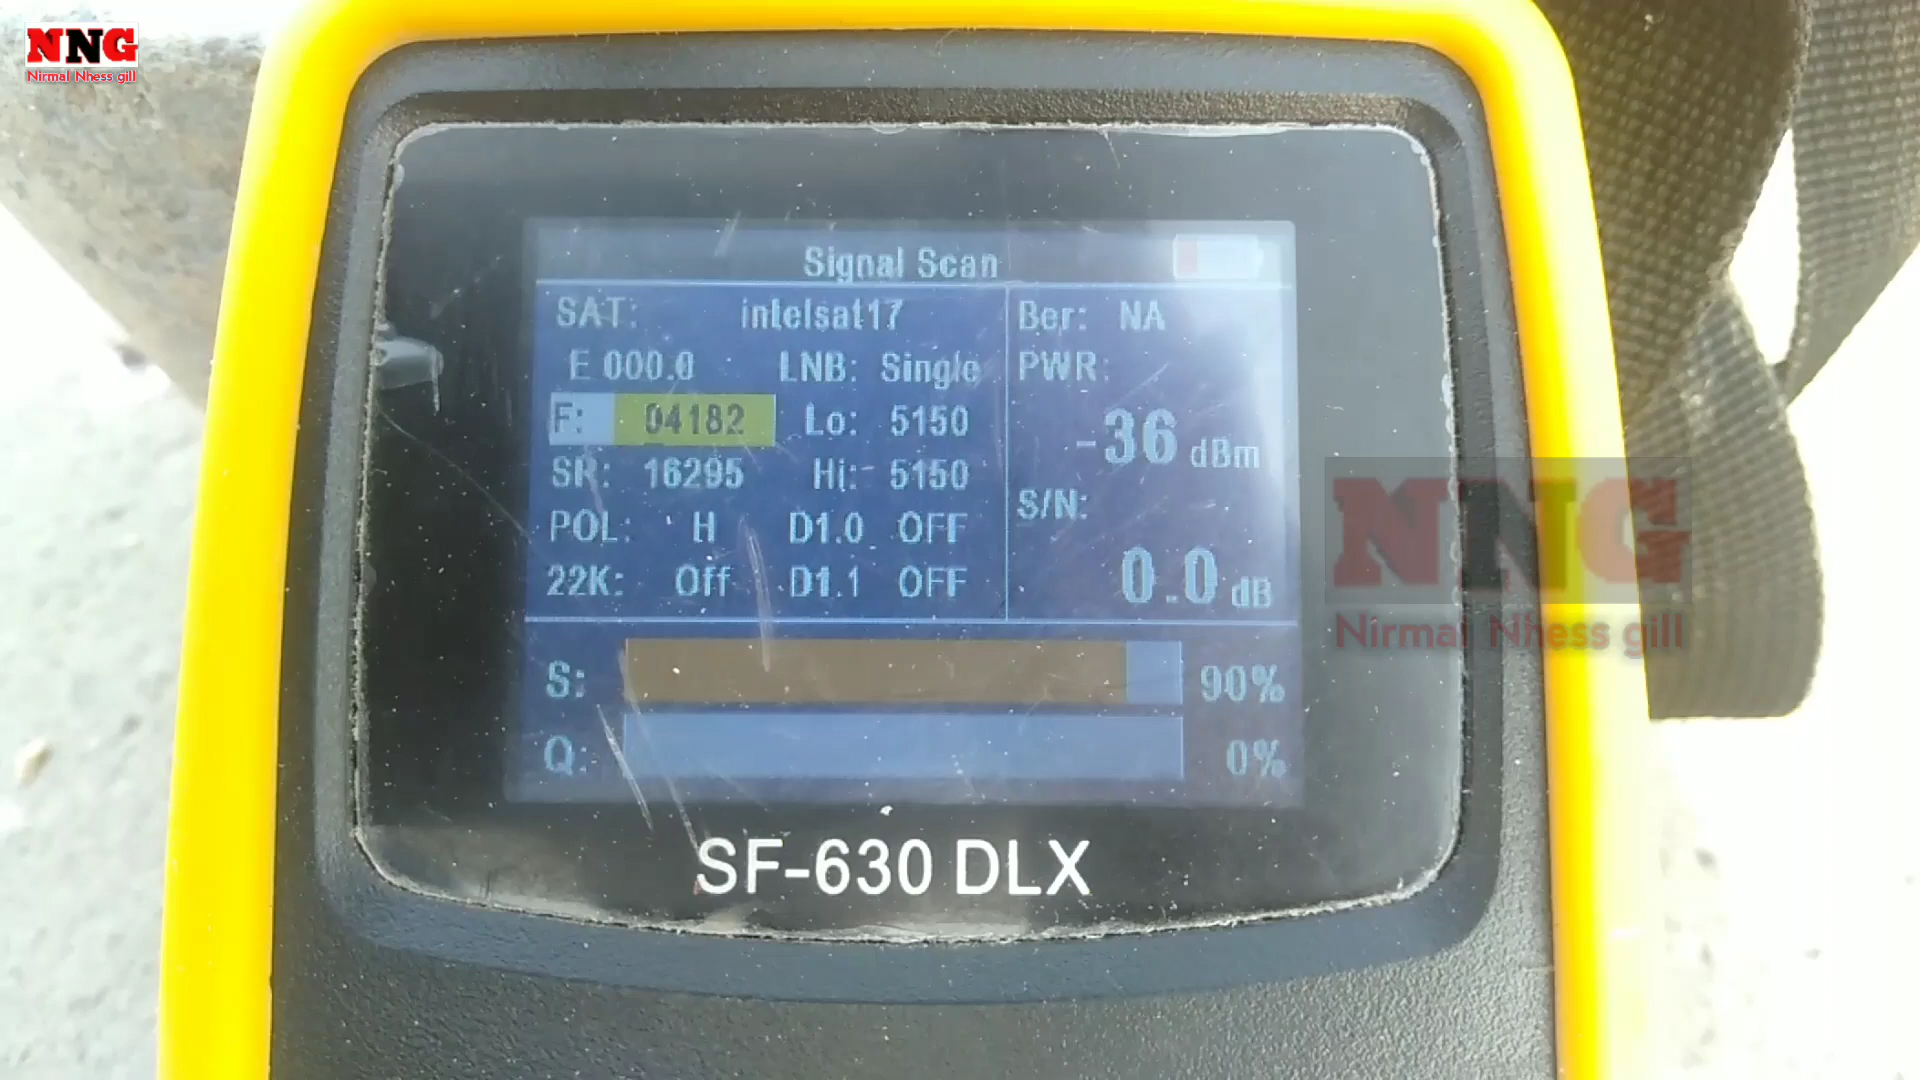 NNG
Nirmal Nhess gill
Signal Scan
SAT: intelsat17
E 000.0 LNB: Single
F: 04182 Lo: 5150
SR: 16295 Hi: 5150
POL: H D1.0 OFF
22K: Off D1.1 OFF
Ber: NA
PWR:
-36 dBm
S/N:
0.0 dB
S: 90%
Q: 0%
SF-630 DLX
NNG
Nirmal Nhess gill